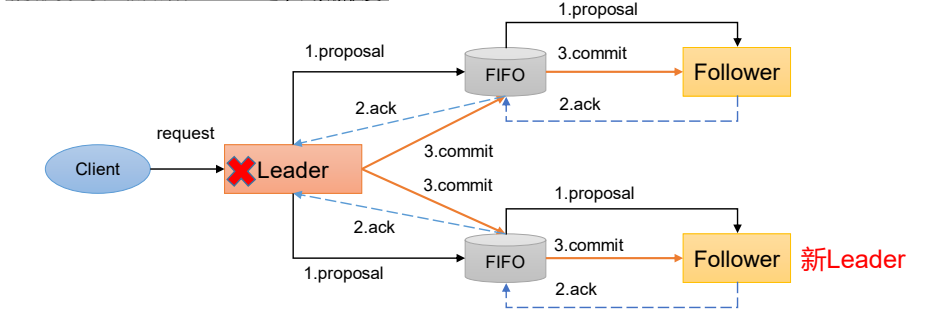 1.proposal
1.proposal
3.commit
FIFO
Follower
2.ack
2.ack
request
3.commit
Client
Leader
3.commit
1.proposal
2.ack
3.commit
FIFO
Follower
新Leader
1.proposal
2.ack